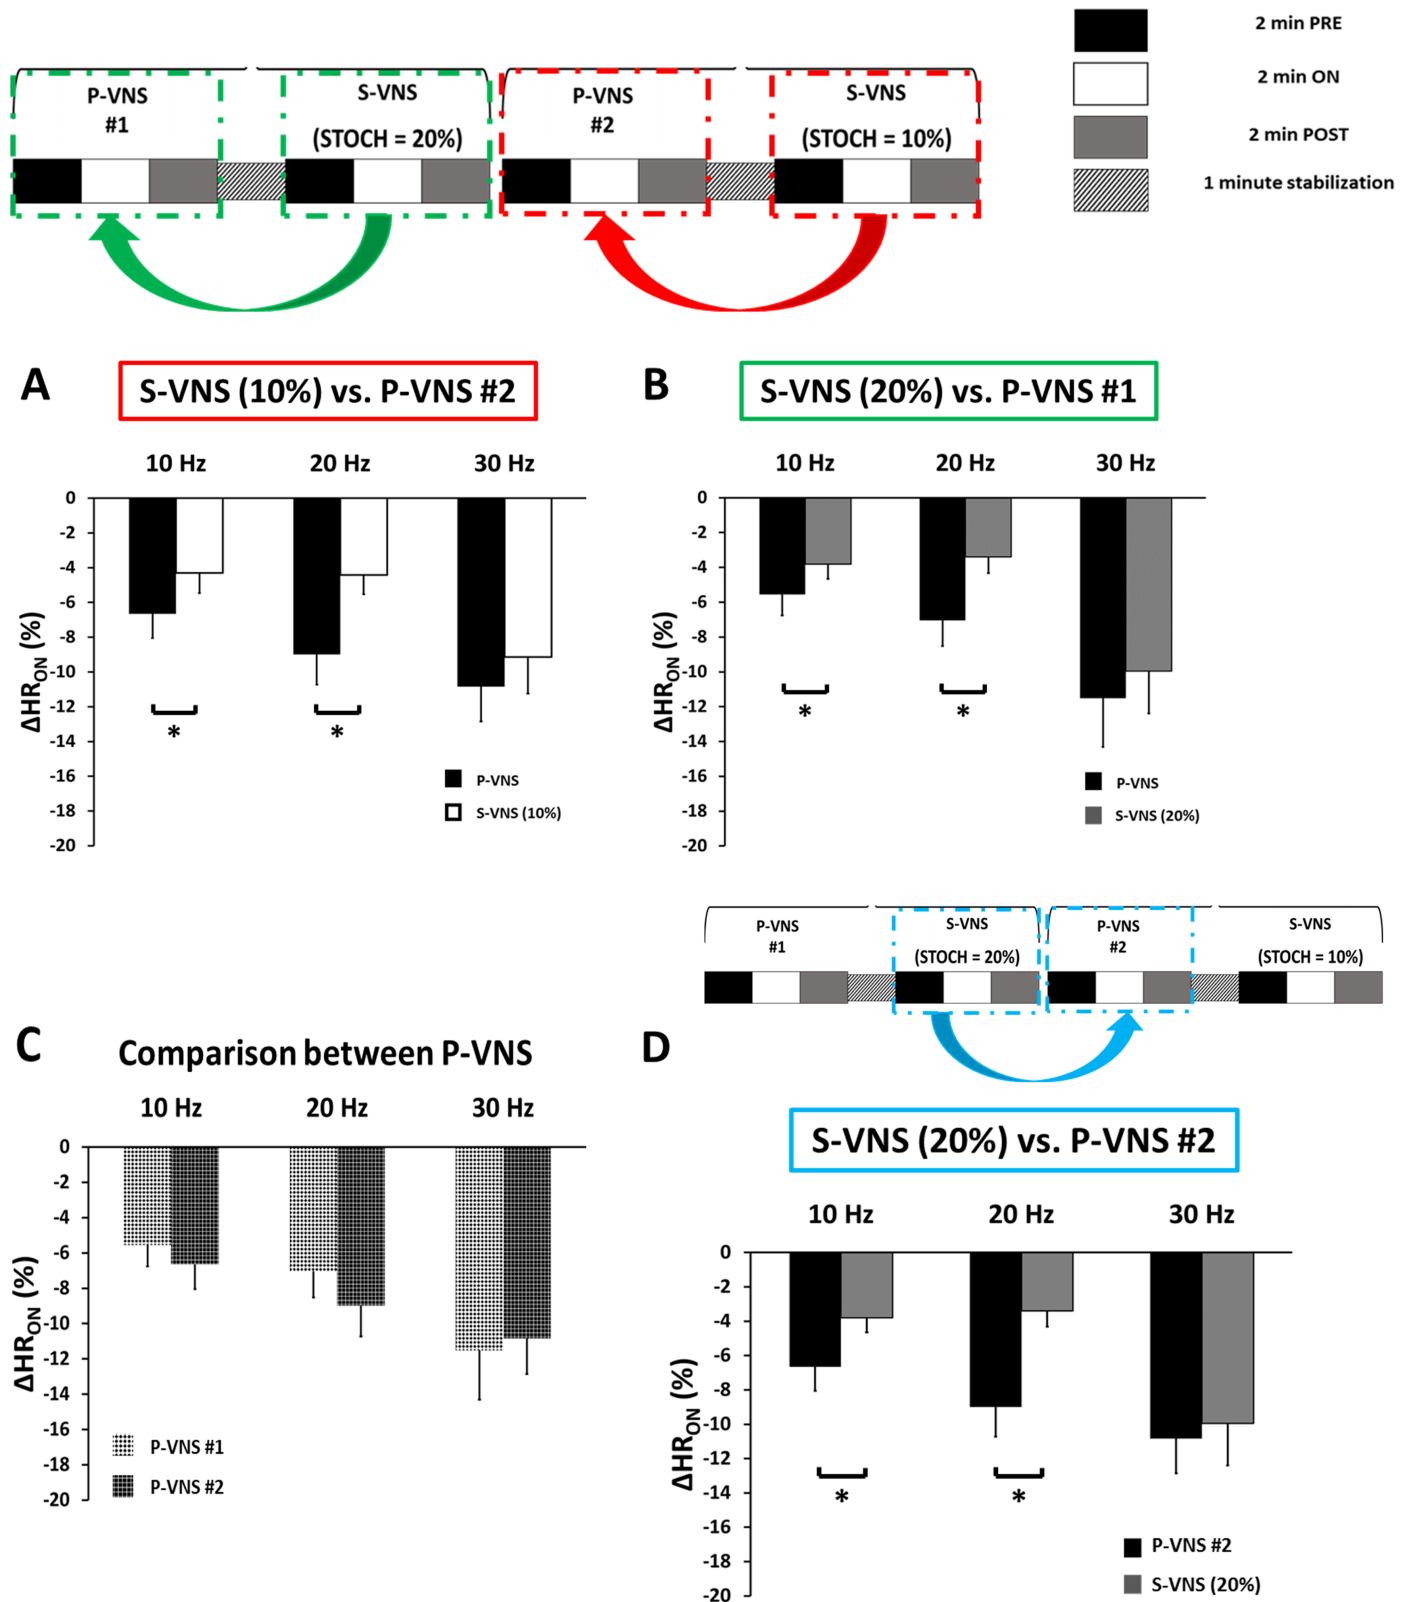 2 min PRE
2 min ON
2 min POST
1 minute stabilization
P-VNS
#1
S-VNS
(STOCH = 20%)
P-VNS
#2
S-VNS
(STOCH = 10%)
A
S-VNS (10%) vs. P-VNS #2
10 Hz 20 Hz 30 Hz
0
-2
-4
-6
-8
-10
-12
-14
-16
-18
-20
ΔHR_ON (%)
*
*
P-VNS
S-VNS (10%)
B
S-VNS (20%) vs. P-VNS #1
10 Hz 20 Hz 30 Hz
0
-2
-4
-6
-8
-10
-12
-14
-16
-18
-20
ΔHR_ON (%)
*
*
P-VNS
S-VNS (20%)
C
Comparison between P-VNS
10 Hz 20 Hz 30 Hz
0
-2
-4
-6
-8
-10
-12
-14
-16
-18
-20
ΔHR_ON (%)
P-VNS #1
P-VNS #2
P-VNS
#1
S-VNS
(STOCH = 20%)
P-VNS
#2
S-VNS
(STOCH = 10%)
D
S-VNS (20%) vs. P-VNS #2
10 Hz 20 Hz 30 Hz
0
-2
-4
-6
-8
-10
-12
-14
-16
-18
-20
ΔHR_ON (%)
*
*
P-VNS #2
S-VNS (20%)